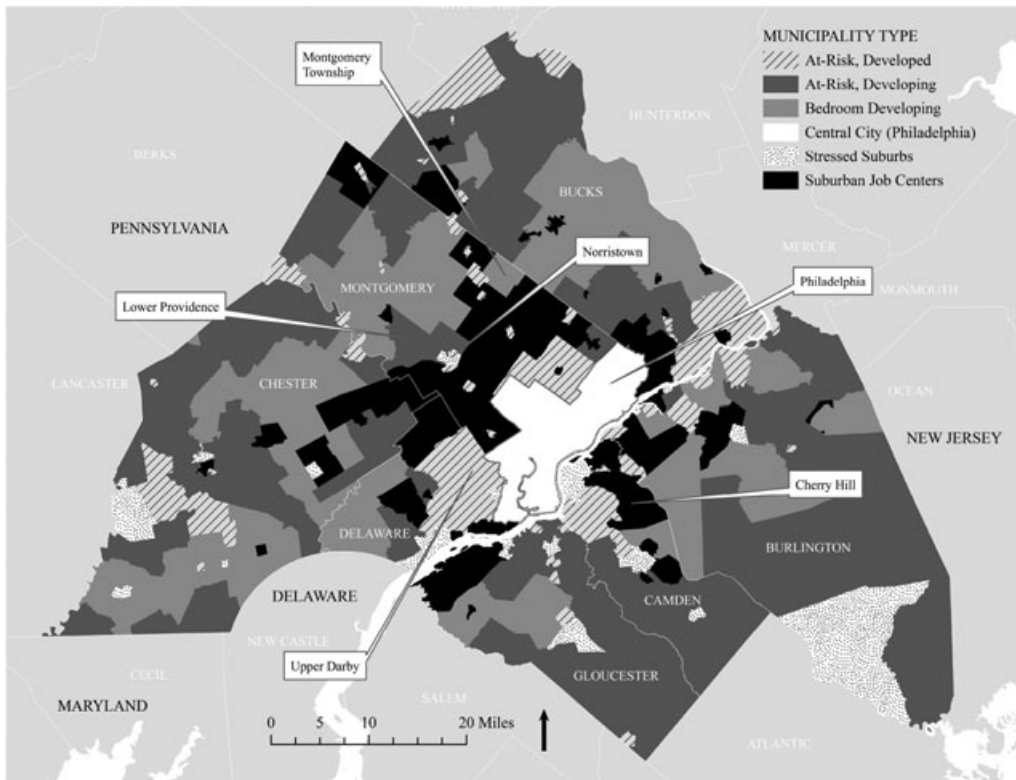 Montgomery
Township
MUNICIPALITY TYPE
At-Risk, Developed
At-Risk, Developing
Bedroom Developing
Central City (Philadelphia)
Stressed Suburbs
Suburban Job Centers
HUNTERDON
BERKS
BUCKS
PENNSYLVANIA
MERCER
Norristown
Philadelphia
MONTGOMERY
MONMOUTH
Lower Providence
LANCASTER
CHESTER
OCEAN
NEW JERSEY
Cherry Hill
DELAWARE
BURLINGTON
DELAWARE
CAMDEN
NEW CASTLE
Upper Darby
GLOUCESTER
CECIL
SALEM
MARYLAND
0 5 10 20 Miles
ATLANTIC